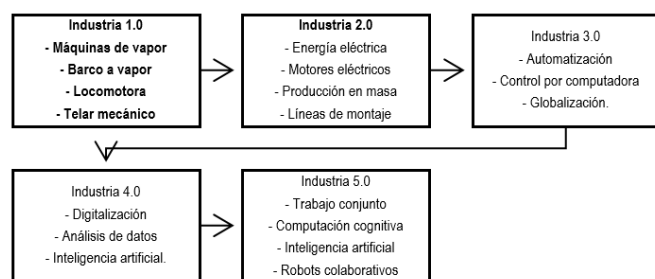 Industria 1.0
- Máquinas de vapor
- Barco a vapor
- Locomotora
- Telar mecánico
Industria 2.0
- Energía eléctrica
- Motores eléctricos
- Producción en masa
- Líneas de montaje
Industria 3.0
- Automatización
- Control por computadora
- Globalización.
Industria 4.0
- Digitalización
- Análisis de datos
- Inteligencia artificial.
Industria 5.0
- Trabajo conjunto
- Computación cognitiva
- Inteligencia artificial
- Robots colaborativos